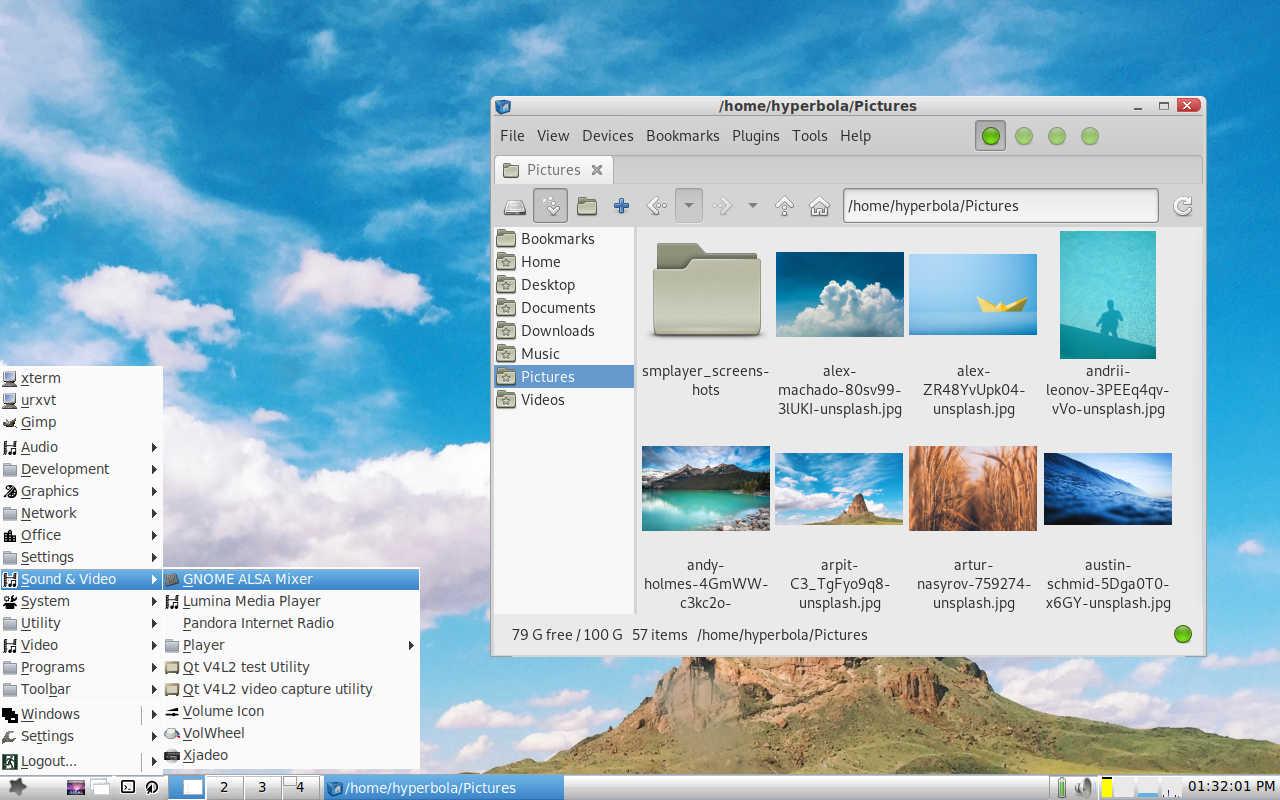 /home/hyperbola/Pictures
File View Devices Bookmarks Plugins Tools Help
Pictures
/home/hyperbola/Pictures
Bookmarks
Home
Desktop
Documents
Downloads
Music
Pictures
Videos
smplayer_screens-
hots
alex-
machado-80sv99-
3lUKI-unsplash.jpg
alex-
ZR48YvUpk04-
unsplash.jpg
andrii-
leonov-3PEEq4qv-
vVo-unsplash.jpg
andy-
holmes-4GmWW-
c3kc2o-
arpit-
C3_TgFyo9q8-
unsplash.jpg
artur-
nasyrov-759274-
unsplash.jpg
austin-
schmid-5Dga0T0-
x6GY-unsplash.jpg
79 G free / 100 G 57 items /home/hyperbola/Pictures
xterm
urxvt
Gimp
Audio
Development
Graphics
Network
Office
Settings
Sound & Video
System
Utility
Video
Programs
Toolbar
Windows
Settings
Logout...
GNOME ALSA Mixer
Lumina Media Player
Pandora Internet Radio
Player
Qt V4L2 test Utility
Qt V4L2 video capture utility
Volume Icon
VolWheel
Xjadeo
2 3 4 /home/hyperbola/Pictures 01:32:01 PM